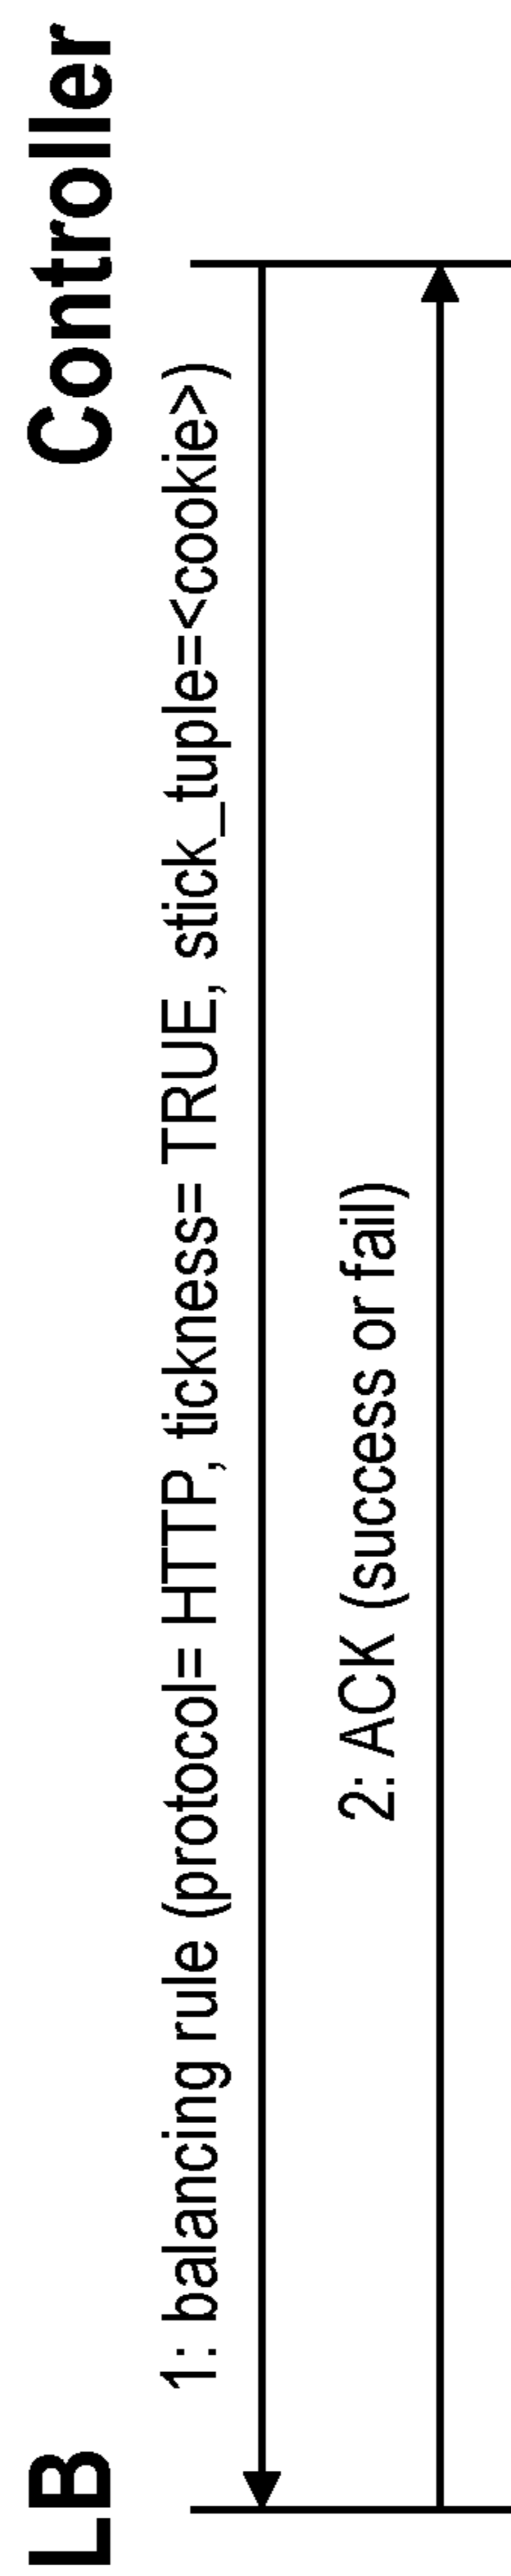 LB
Controller
1: balancing rule (protocol= HTTP, tickness= TRUE, stick_tuple=<cookie>)
2: ACK (success or fail)